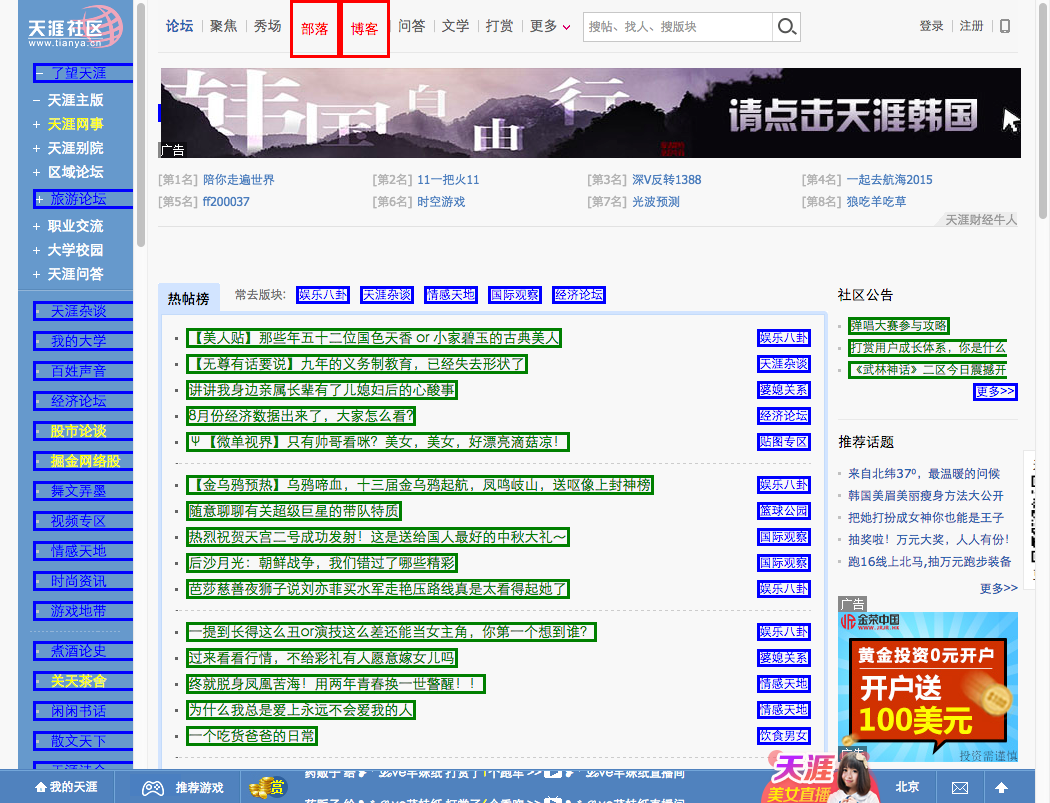 天涯社区
www.tianya.cn
论坛 聚焦 秀场 部落 博客 问答 文学 打赏 更多
搜帖、找人、搜版块
登录 注册
了望天涯
天涯主版
天涯网事
天涯别院
区域论坛
旅游论坛
职业交流
大学校园
天涯问答
天涯杂谈
我的大学
百姓声音
经济论坛
股市论谈
掘金网络股
舞文弄墨
视频专区
情感天地
时尚资讯
游戏地带
煮酒论史
关天茶舍
闲闲书话
散文天下
韩国自由行
请点击天涯韩国
广告
[第1名] 陪你走遍世界
[第2名] 11一把火11
[第3名] 深V反转1388
[第4名] 一起去航海2015
[第5名] ff200037
[第6名] 时空游戏
[第7名] 光波预测
[第8名] 狼吃羊吃草
天涯财经牛人
热帖榜
常去版块: 娱乐八卦 天涯杂谈 情感天地 国际观察 经济论坛
【美人贴】那些年五十二位国色天香 or 小家碧玉的古典美人 娱乐八卦
【无尊有话要说】九年的义务制教育，已经失去形状了 天涯杂谈
讲讲我身边亲属长辈有了儿媳妇后的心酸事 婆媳关系
8月份经济数据出来了，大家怎么看? 经济论坛
Ψ 【微单视界】只有帅哥看咪？美女，美女，好漂亮滴菇凉！ 贴图专区
【金乌鸦预热】乌鸦啼血，十三届金乌鸦起航，凤鸣岐山，送呕像上封神榜 娱乐八卦
随意聊聊有关超级巨星的带队特质 篮球公园
热烈祝贺天宫二号成功发射！这是送给国人最好的中秋大礼～ 国际观察
后沙月光：朝鲜战争，我们错过了哪些精彩 国际观察
芭莎慈善夜狮子说刘亦菲买水军走艳压路线真是太看得起她了 娱乐八卦
一提到长得这么丑or演技这么差还能当女主角，你第一个想到谁? 娱乐八卦
过来看看行情，不给彩礼有人愿意嫁女儿吗 婆媳关系
终就脱身凤凰苦海！用两年青春换一世警醒！！ 情感天地
为什么我总是爱上永远不会爱我的人 情感天地
一个吃货爸爸的日常 饮食男女
社区公告
弹唱大赛参与攻略
打赏用户成长体系，你是什么
《武林神话》二区今日震撼开
更多>>
推荐话题
来自北纬37º，最温暖的问候
韩国美眉美丽瘦身方法大公开
把她打扮成女神你也能是王子
抽奖啦！万元大奖，人人有份!
跑16线上北马,抽万元跑步装备
更多>>
广告
金荣中国
黄金投资0元开户
开户送
100美元
投资需谨慎
广告
我的天涯
推荐游戏
赏
天涯
美女直播
北京